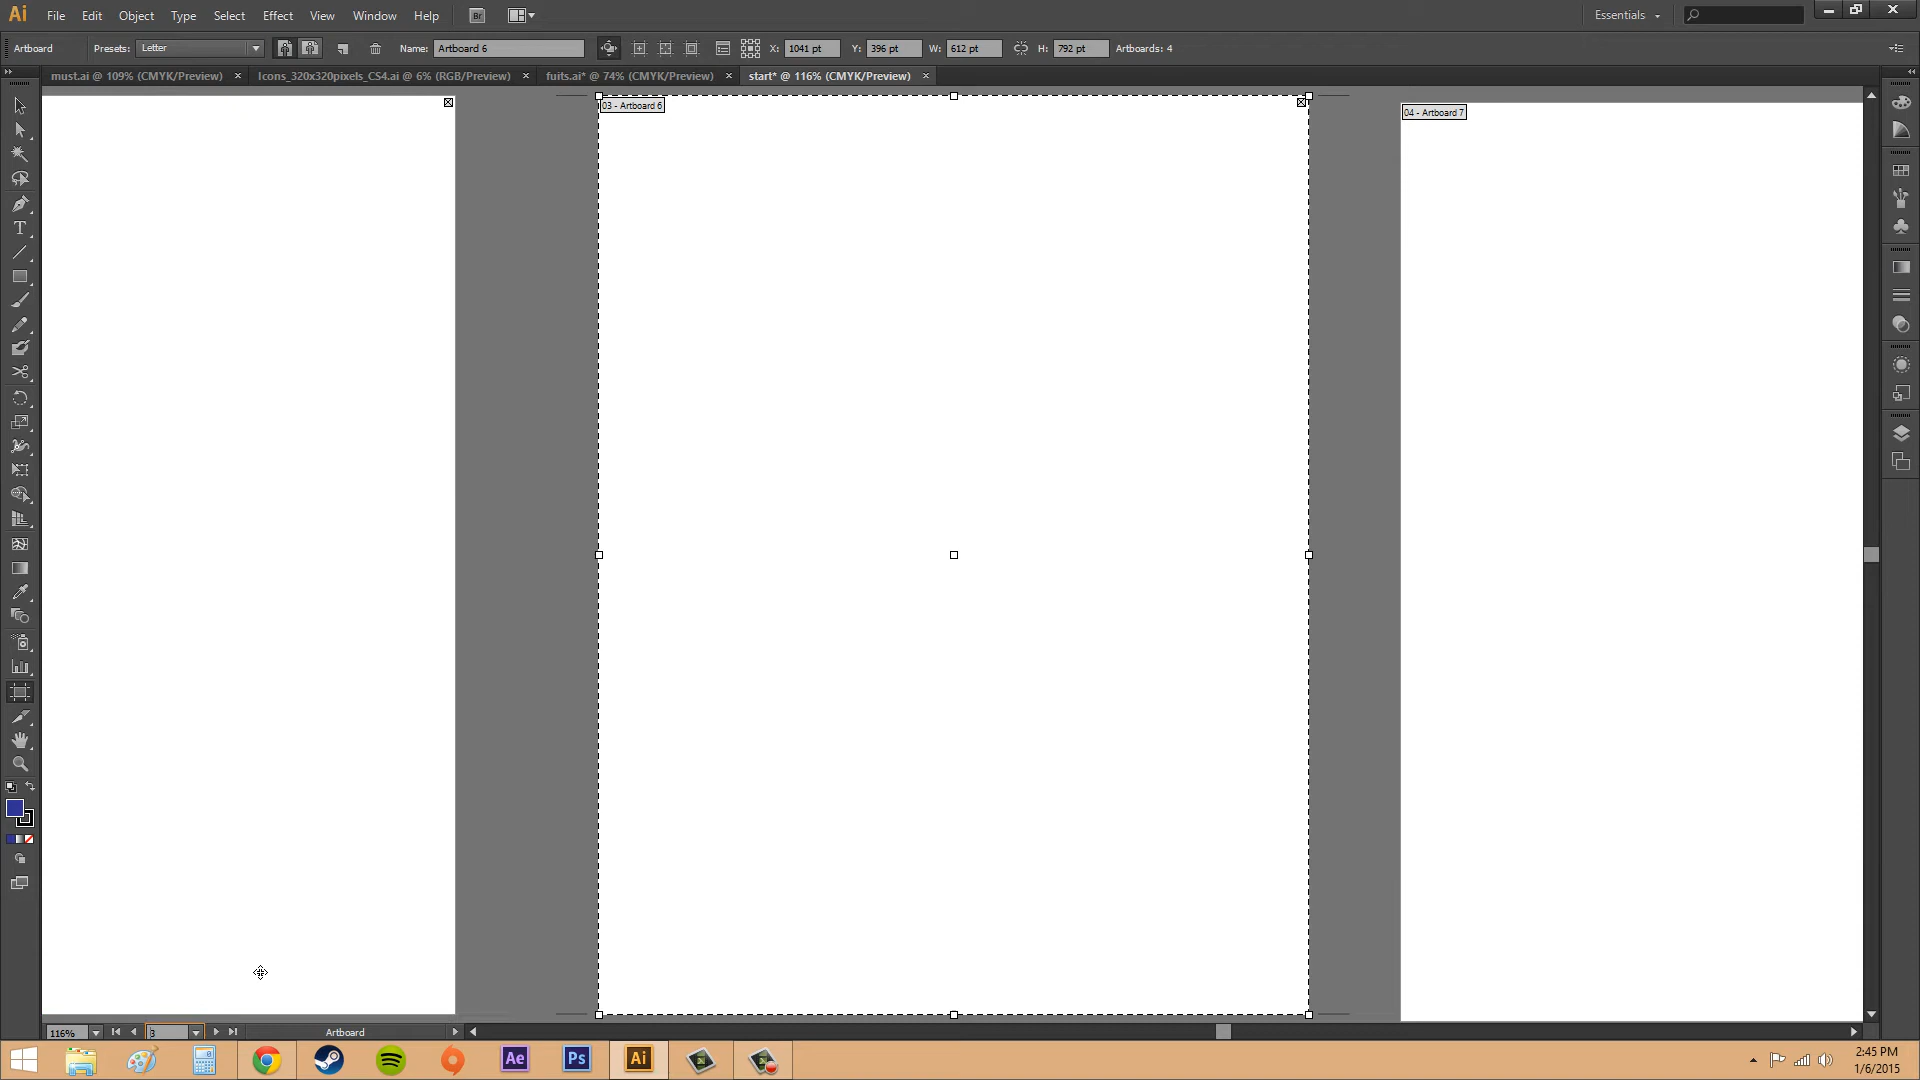 Ai File Edit Object Type Select Effect View Window Help Br Essentials
Artboard Presets: Letter Name: Artboard 6 X: 1041 pt Y: 396 pt W: 612 pt H: 792 pt Artboards: 4
must.ai @ 109% (CMYK/Preview) Icons_320x320pixels_CS4.ai @ 6% (RGB/Preview) fuits.ai* @ 74% (CMYK/Preview) start* @ 116% (CMYK/Preview)
03 - Artboard 6
04 - Artboard 7
T
116% 3 Artboard
Ae Ps Ai
2:45 PM
1/6/2015